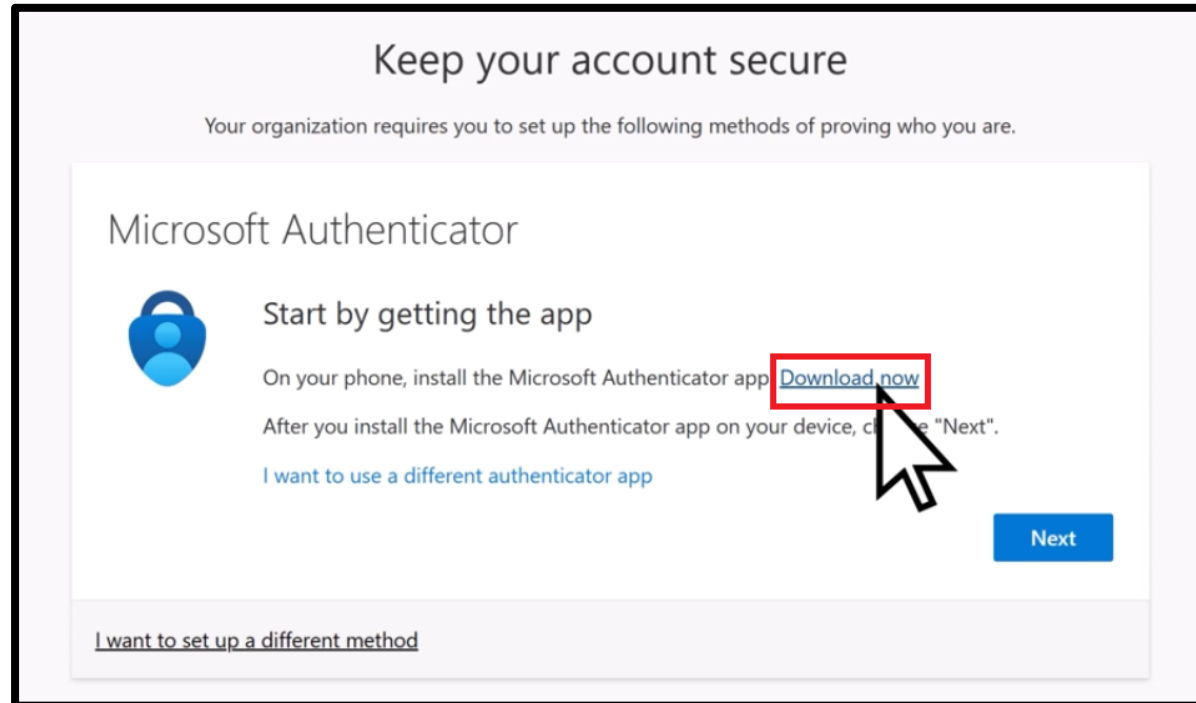 Keep your account secure
Your organization requires you to set up the following methods of proving who you are.
Microsoft Authenticator
Start by getting the app
On your phone, install the Microsoft Authenticator app Download now
After you install the Microsoft Authenticator app on your device, "Next".
I want to use a different authenticator app
Next
I want to set up a different method